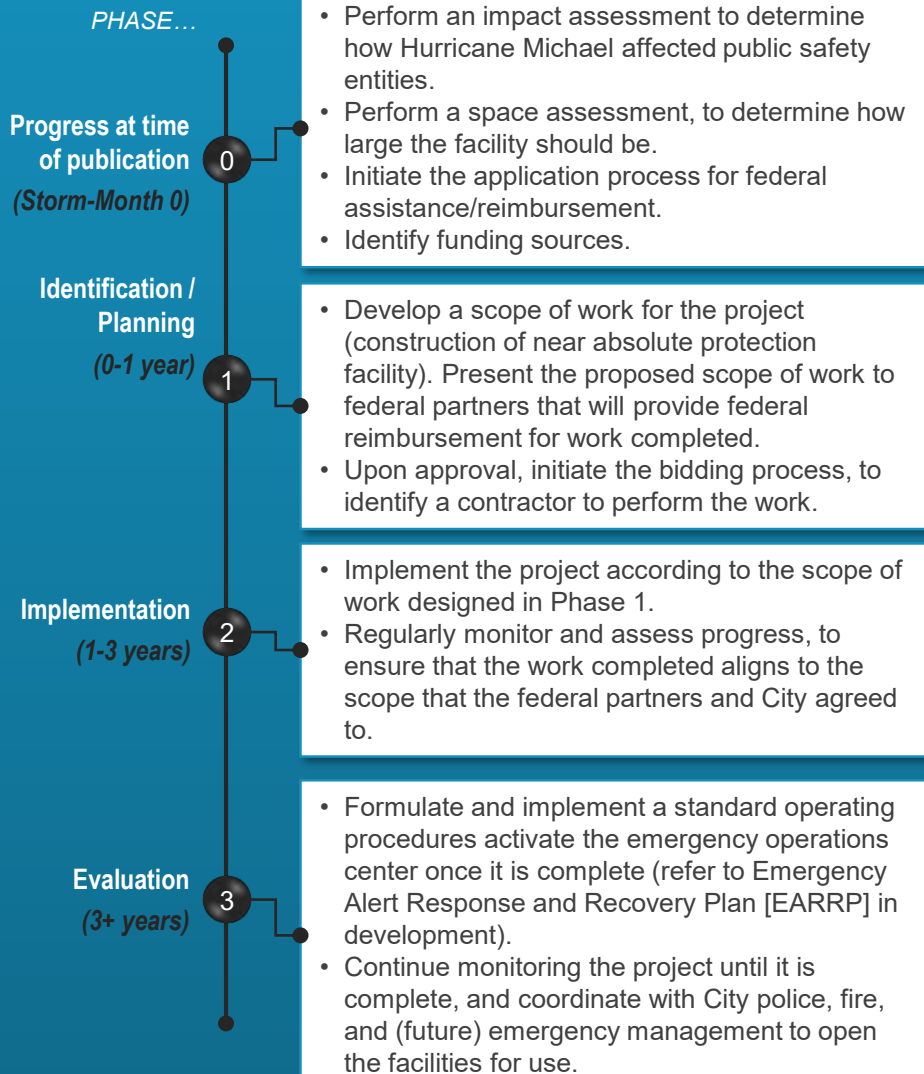 PHASE…
Progress at time
of publication
(Storm-Month 0)
0
• Perform an impact assessment to determine
how Hurricane Michael affected public safety
entities.
• Perform a space assessment, to determine how
large the facility should be.
• Initiate the application process for federal
assistance/reimbursement.
• Identify funding sources.
Identification /
Planning
(0-1 year)
1
• Develop a scope of work for the project
(construction of near absolute protection
facility). Present the proposed scope of work to
federal partners that will provide federal
reimbursement for work completed.
• Upon approval, initiate the bidding process, to
identify a contractor to perform the work.
Implementation
(1-3 years)
2
• Implement the project according to the scope of
work designed in Phase 1.
• Regularly monitor and assess progress, to
ensure that the work completed aligns to the
scope that the federal partners and City agreed
to.
Evaluation
(3+ years)
3
• Formulate and implement a standard operating
procedures activate the emergency operations
center once it is complete (refer to Emergency
Alert Response and Recovery Plan [EARRP] in
development).
• Continue monitoring the project until it is
complete, and coordinate with City police, fire,
and (future) emergency management to open
the facilities for use.